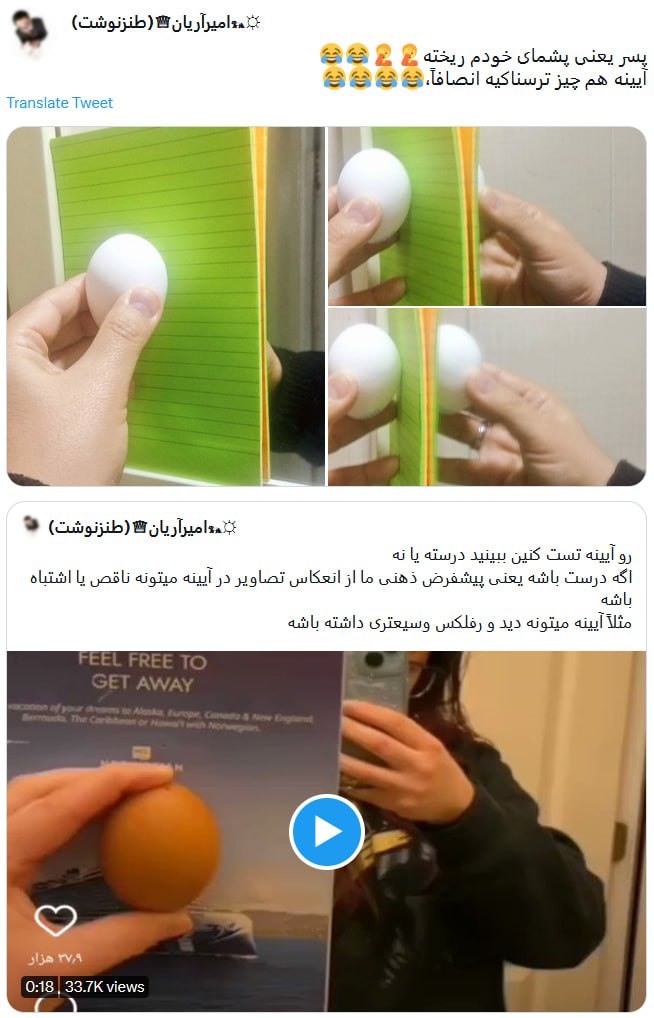 ☼؏امیرآریان♕(طنزنوشت)
پسر یعنی پشمای خودم ریخته🤦🤦😂😂
آیینه هم چیز ترسناکیه انصافاً،😂😂😂😂
Translate Tweet
امیرآریان♕(طنزنوشت)
رو آیینه تست کنین ببینید درسته یا نه
اگه درست باشه یعنی پیشفرض ذهنی ما از انعکاس تصاویر در آیینه میتونه ناقص یا اشتباه
باشه
مثلاً آیینه میتونه دید و رفلکس وسیعتری داشته باشه
FEEL FREE TO
GET AWAY
vacation of your dreams to Alaska, Europe, Canada & New England,
Bermuda, The Caribbean or Hawai'i with Norwegian.
۳۷٫۹ هزار
0:18 33.7K views